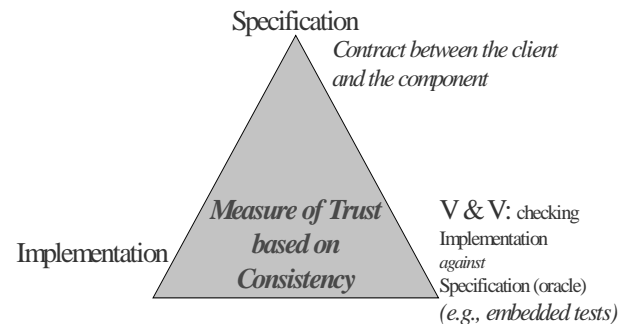 Specification
Contract between the client
and the component
Measure of Trust
based on
Consistency
Implementation
V & V: checking
Implementation
against
Specification (oracle)
(e.g., embedded tests)